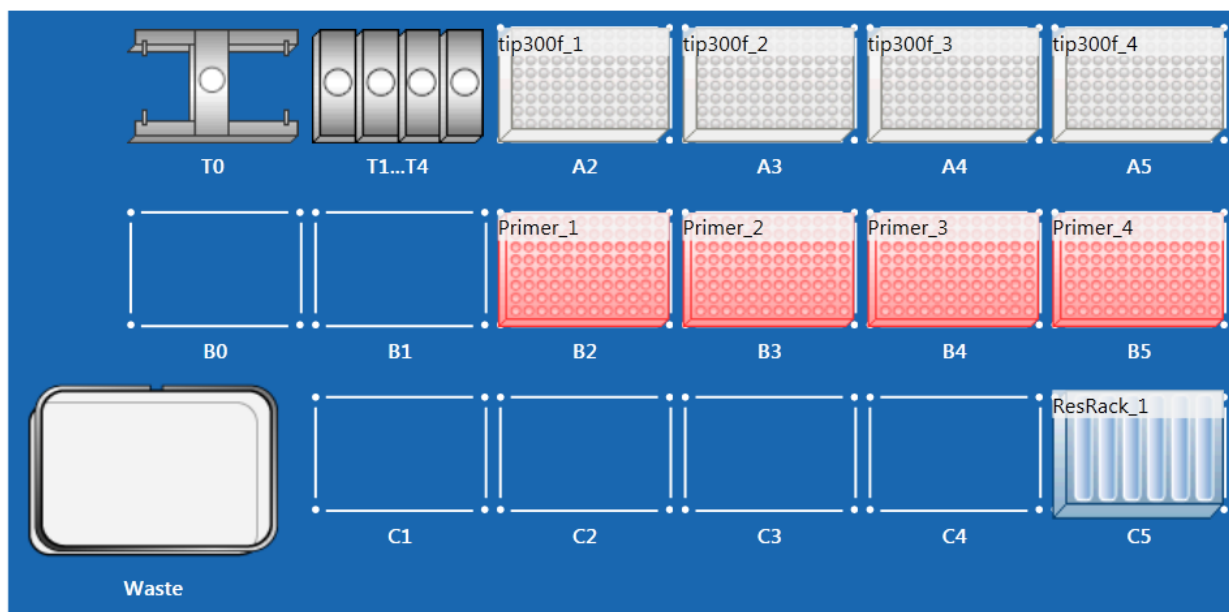 tip300f_1 tip300f_2 tip300f_3 tip300f_4
T0 T1...T4 A2 A3 A4 A5
Primer_1 Primer_2 Primer_3 Primer_4
B0 B1 B2 B3 B4 B5
ResRack_1
C1 C2 C3 C4 C5
Waste